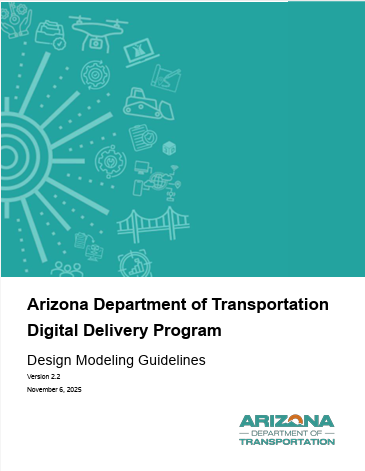 Arizona Department of Transportation
Digital Delivery Program
Design Modeling Guidelines
Version 2.2
November 6, 2025
ARIZONA
DEPARTMENT OF
TRANSPORTATION